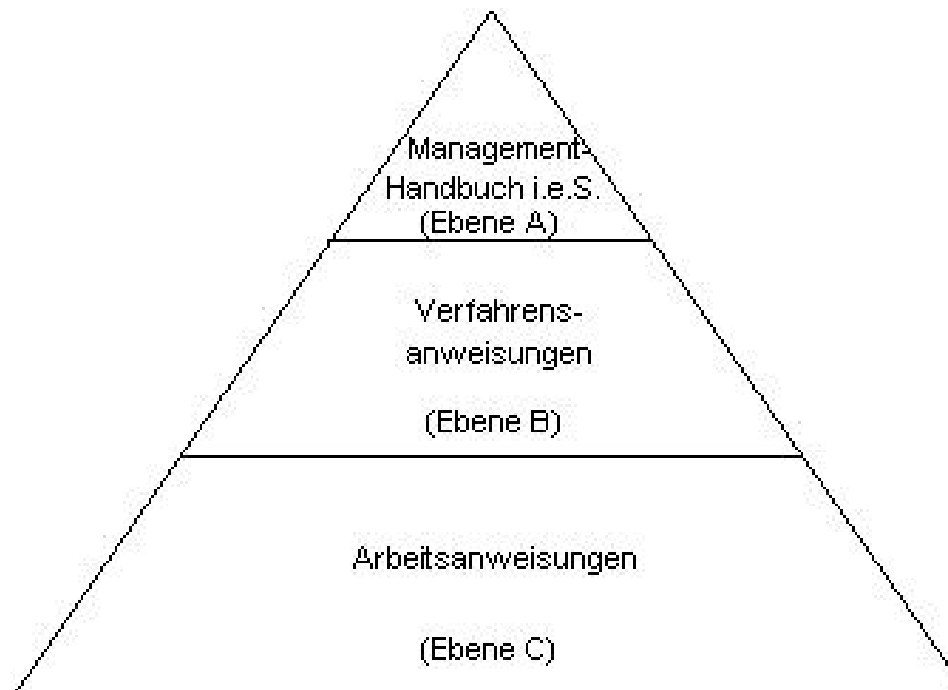 Management-
Handbuch i.e.S.
(Ebene A)
Verfahrens-
anweisungen
(Ebene B)
Arbeitsanweisungen
(Ebene C)